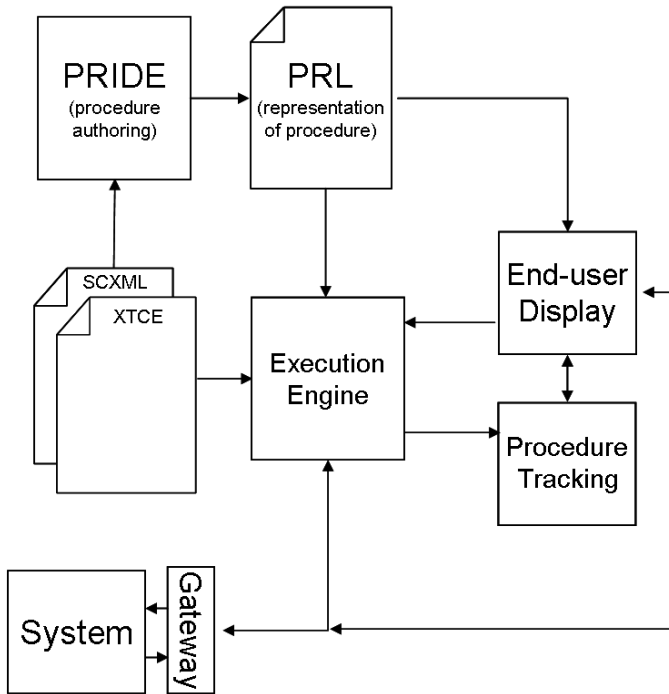 PRIDE
(procedure
authoring)
PRL
(representation
of procedure)
SCXML
XTCE
End-user
Display
Execution
Engine
Procedure
Tracking
System
Gateway